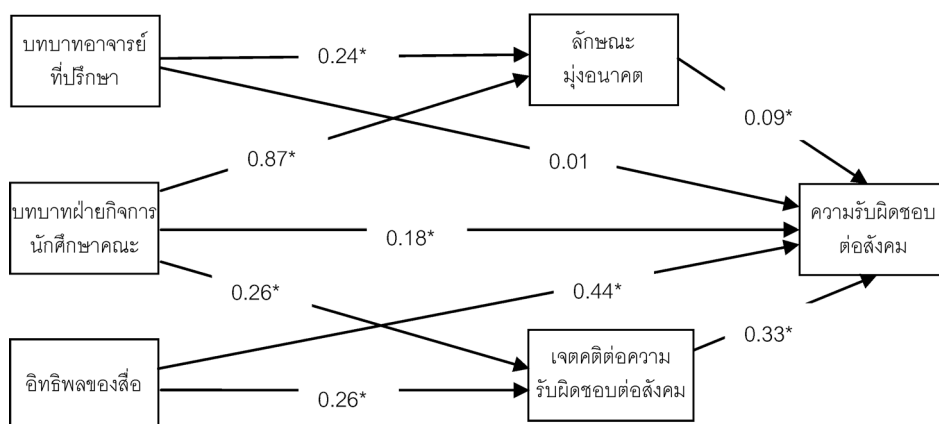 บทบาทอาจารย์
ที่ปรึกษา
0.24*
ลักษณะ
มุ่งอนาคต
0.09*
0.87*
0.01
บทบาทฝ่ายกิจการ
นักศึกษาคณะ
0.18*
ความรับผิดชอบ
ต่อสังคม
0.26*
0.44*
0.33*
อิทธิพลของสื่อ
0.26*
เจตคติต่อความ
รับผิดชอบต่อสังคม